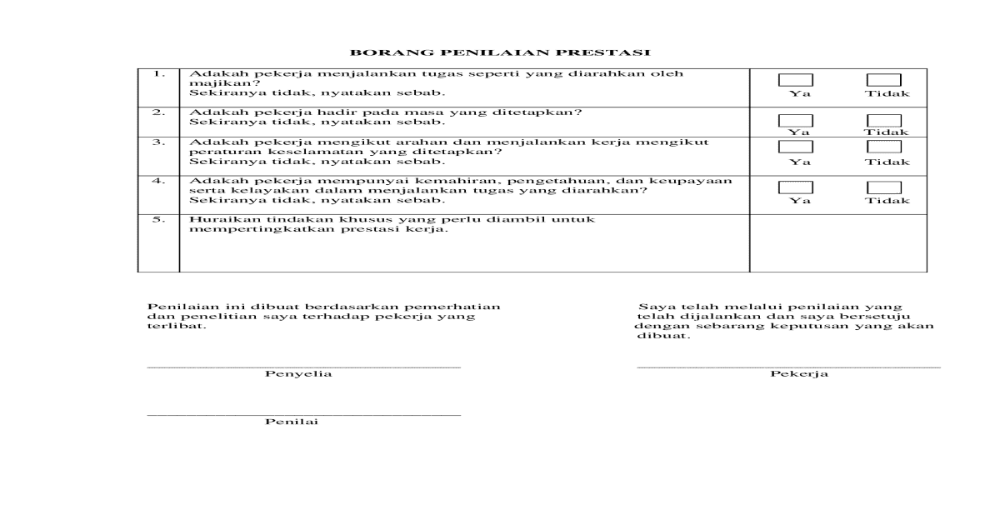 BORANG PENILAIAN PRESTASI
1. Adakah pekerja menjalankan tugas seperti yang diarahkan oleh
majikan?
Sekiranya tidak, nyatakan sebab.
Ya Tidak
2. Adakah pekerja hadir pada masa yang ditetapkan?
Sekiranya tidak, nyatakan sebab.
Ya Tidak
3. Adakah pekerja mengikut arahan dan menjalankan kerja mengikut
peraturan keselamatan yang ditetapkan?
Sekiranya tidak, nyatakan sebab.
Ya Tidak
4. Adakah pekerja mempunyai kemahiran, pengetahuan, dan keupayaan
serta kelayakan dalam menjalankan tugas yang diarahkan?
Sekiranya tidak, nyatakan sebab.
Ya Tidak
5. Huraikan tindakan khusus yang perlu diambil untuk
mempertingkatkan prestasi kerja.
Penilaian ini dibuat berdasarkan pemerhatian
dan penelitian saya terhadap pekerja yang
terlibat.
Saya telah melalui penilaian yang
telah dijalankan dan saya bersetuju
dengan sebarang keputusan yang akan
dibuat.
Penyelia
Pekerja
Penilai